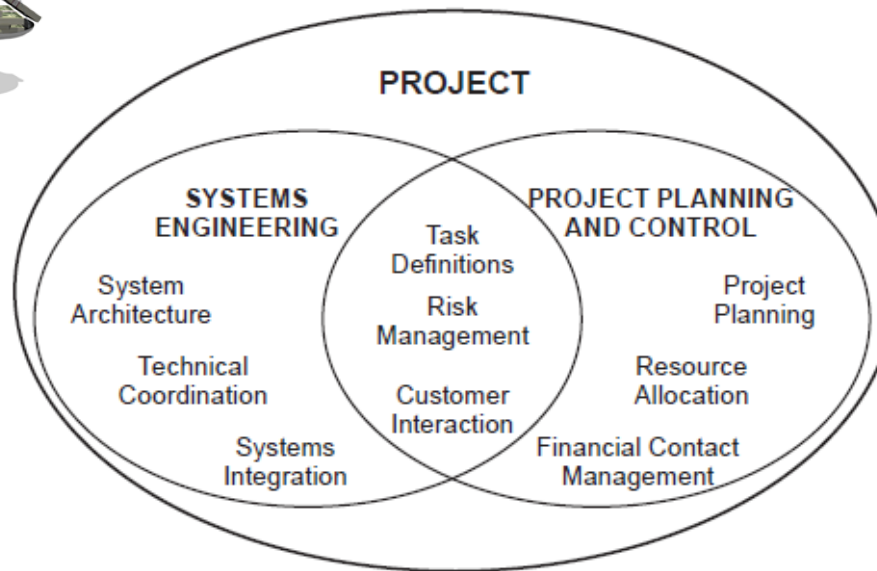 PROJECT
SYSTEMS
ENGINEERING
System
Architecture
Technical
Coordination
Systems
Integration
Task
Definitions
Risk
Management
Customer
Interaction
PROJECT PLANNING
AND CONTROL
Project
Planning
Resource
Allocation
Financial Contact
Management